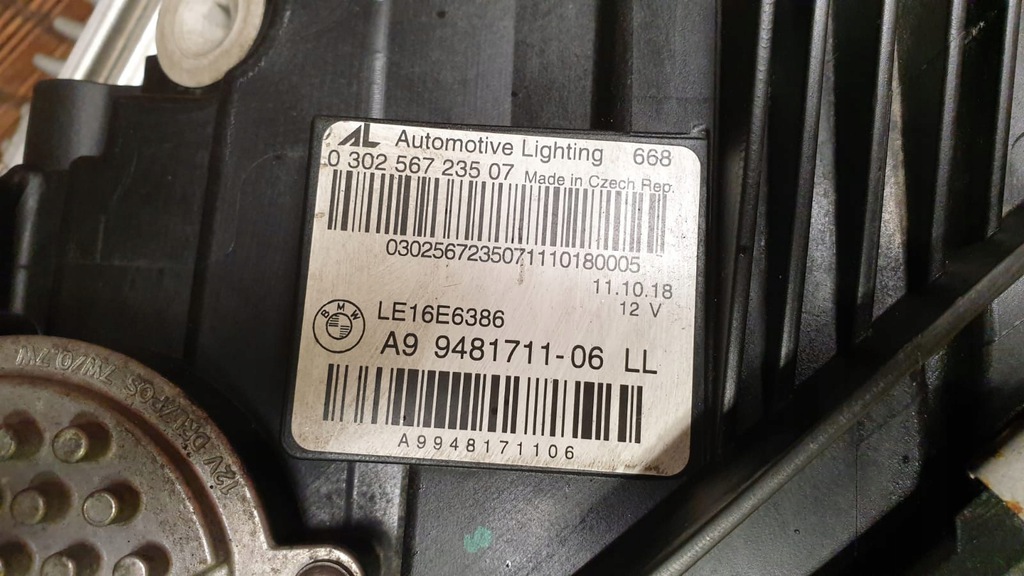 AL Automotive Lighting 668
0 302 567 235 07 Made in Czech Rep.
0302567235071110180005
11.10.18
12 V
BMW
LE16E6386
A9 9481711-06 LL
A9948171106
12V DRL/POS 7W/0,7W